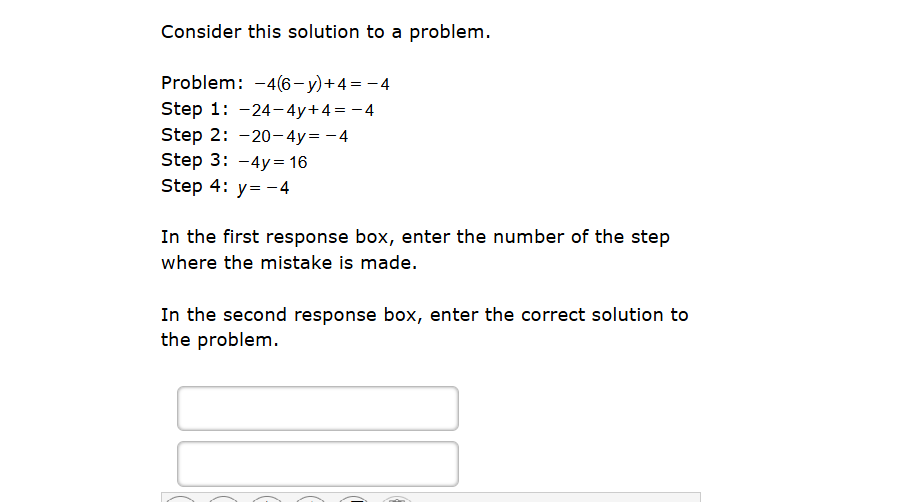 Consider this solution to a problem.
Problem: −4(6−y)+4=−4
Step 1: −24−4y+4=−4
Step 2: −20−4y=−4
Step 3: −4y=16
Step 4: y=−4
In the first response box, enter the number of the step
where the mistake is made.
In the second response box, enter the correct solution to
the problem.